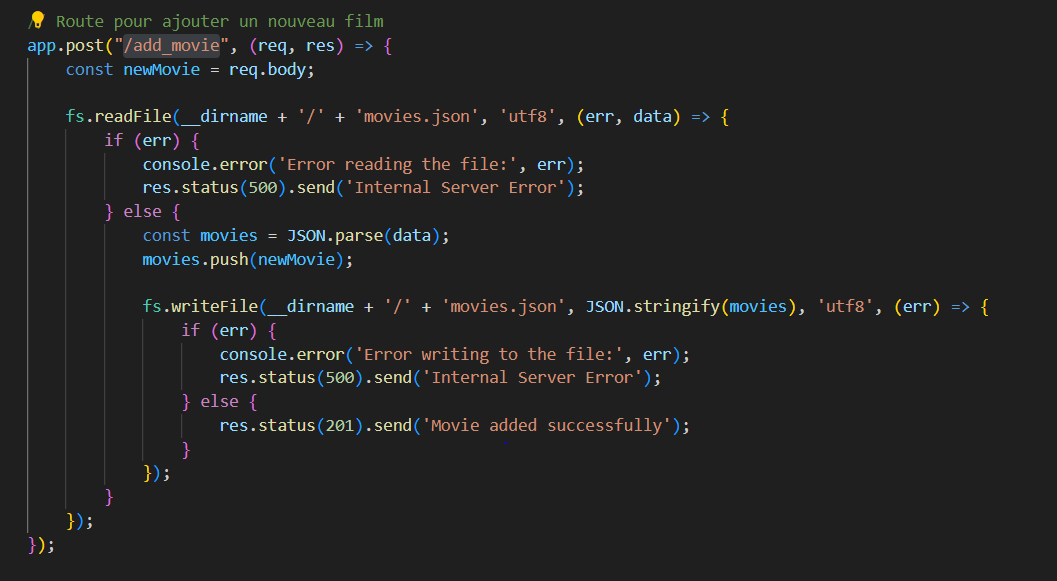 Route pour ajouter un nouveau film
app.post("/add_movie", (req, res) => {
    const newMovie = req.body;

    fs.readFile(__dirname + '/' + 'movies.json', 'utf8', (err, data) => {
        if (err) {
            console.error('Error reading the file:', err);
            res.status(500).send('Internal Server Error');
        } else {
            const movies = JSON.parse(data);
            movies.push(newMovie);

            fs.writeFile(__dirname + '/' + 'movies.json', JSON.stringify(movies), 'utf8', (err) => {
                if (err) {
                    console.error('Error writing to the file:', err);
                    res.status(500).send('Internal Server Error');
                } else {
                    res.status(201).send('Movie added successfully');
                }
            });
        }
    });
});